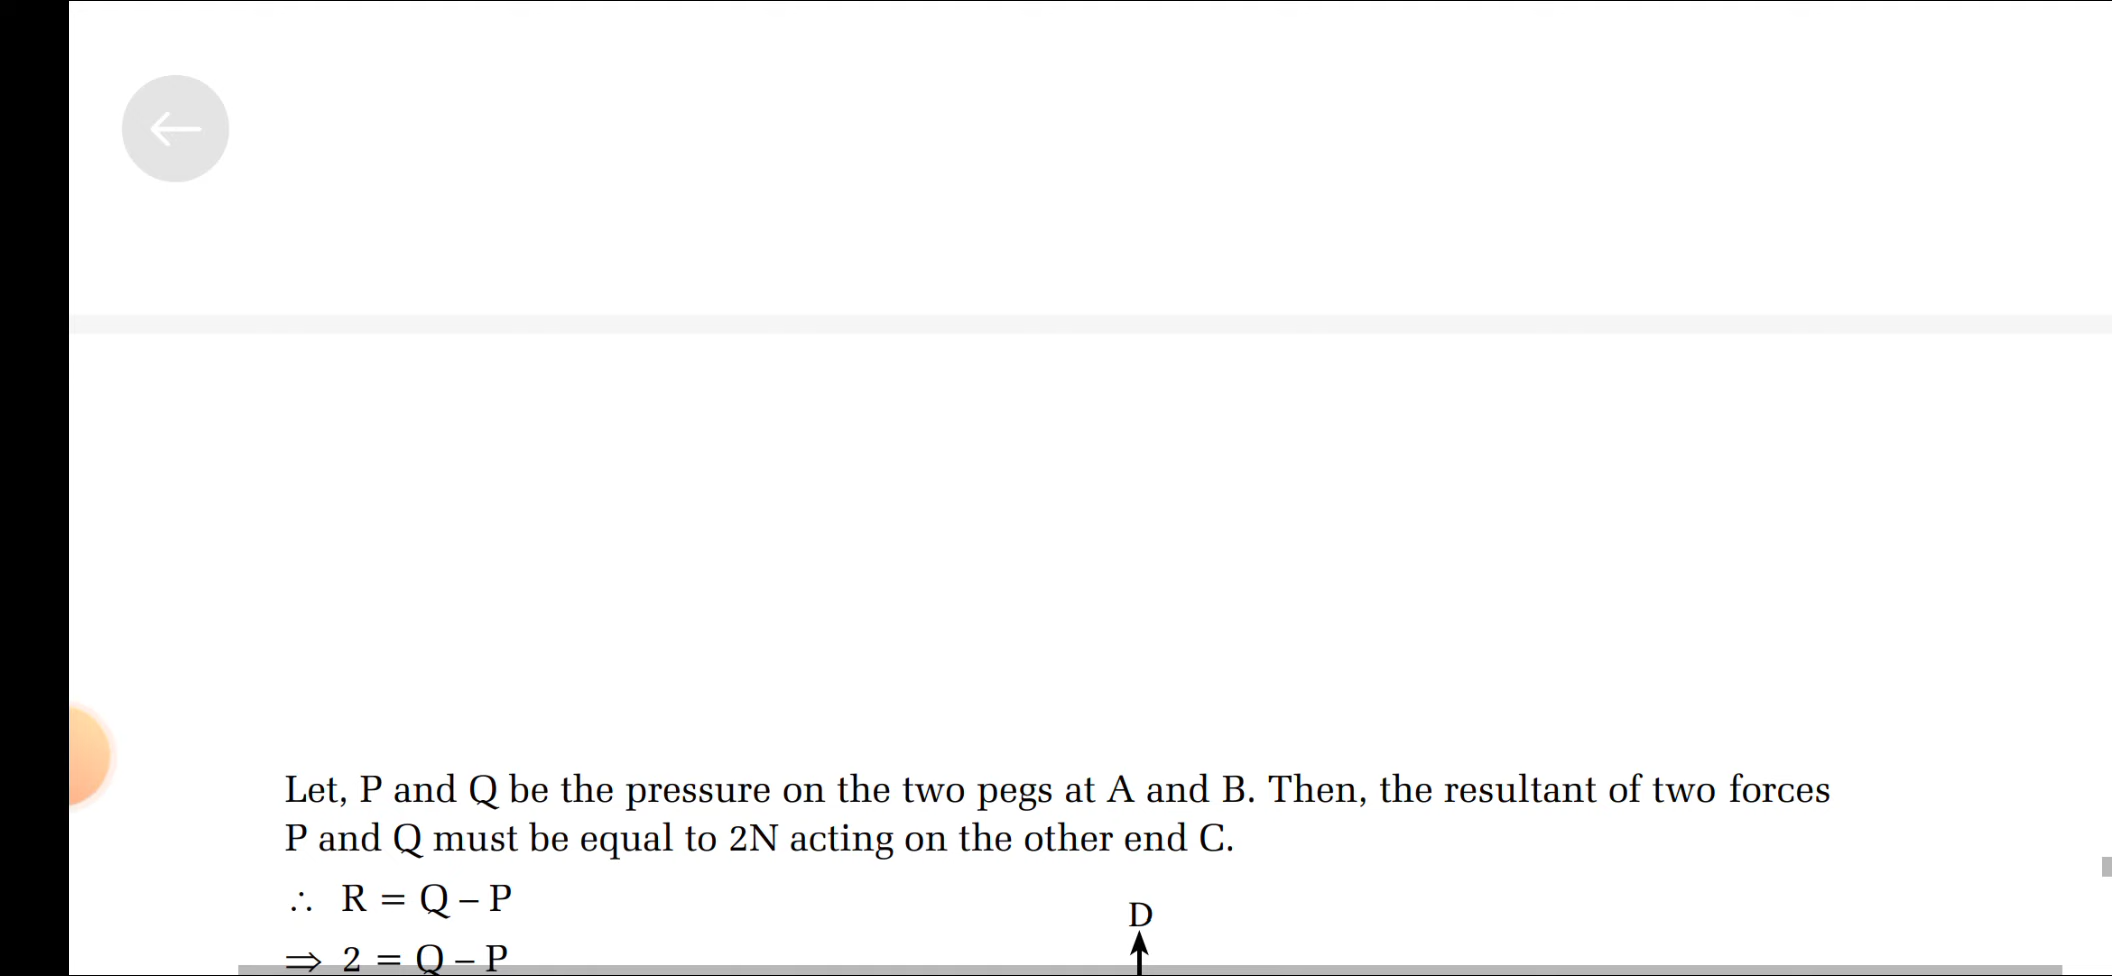 Let, P and Q be the pressure on the two pegs at A and B. Then, the resultant of two forces
P and Q must be equal to 2N acting on the other end C.
∴ R = Q – P
D
⇒ 2 = Q – P